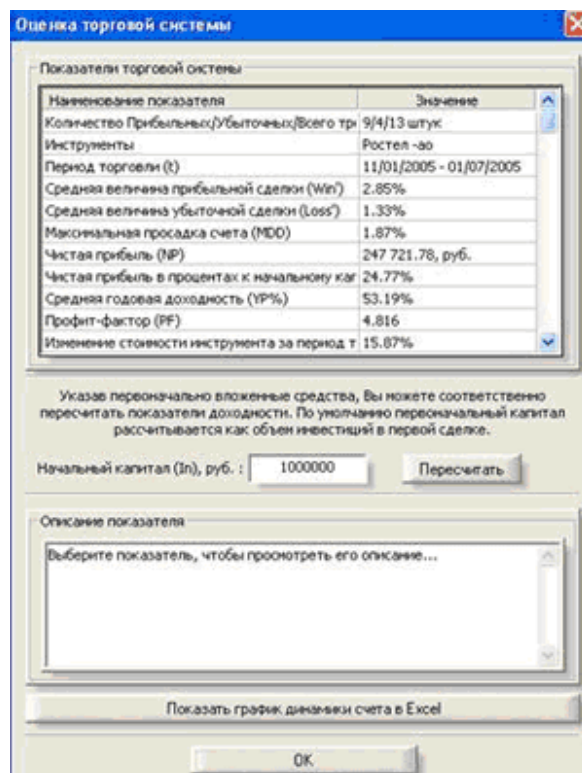 Оценка торговой системы
Показатели торговой системы
Наименование показателя Значение
Количество Прибыльных/Убыточных/Всего тр 9/4/13 штук
Инструменты Ростел -ао
Период торговли (t) 11/01/2005 - 01/07/2005
Средняя величина прибыльной сделки (Win') 2.85%
Средняя величина убыточной сделки (Loss') 1.33%
Максимальная просадка счета (MDD) 1.87%
Чистая прибыль (NP) 247 721.78, руб.
Чистая прибыль в процентах к начальному кап 24.77%
Средняя годовая доходность (YP%) 53.19%
Профит-фактор (PF) 4.816
Изменение стоимости инструмента за период т 15.87%
Указав первоначально вложенные средства, Вы можете соответственно
пересчитать показатели доходности. По умолчанию первоначальный капитал
рассчитывается как объем инвестиций в первой сделке.
Начальный капитал (In), руб. : 1000000 Пересчитать
Описание показателя
Выберите показатель, чтобы просмотреть его описание...
Показать график динамики счета в Excel
OK